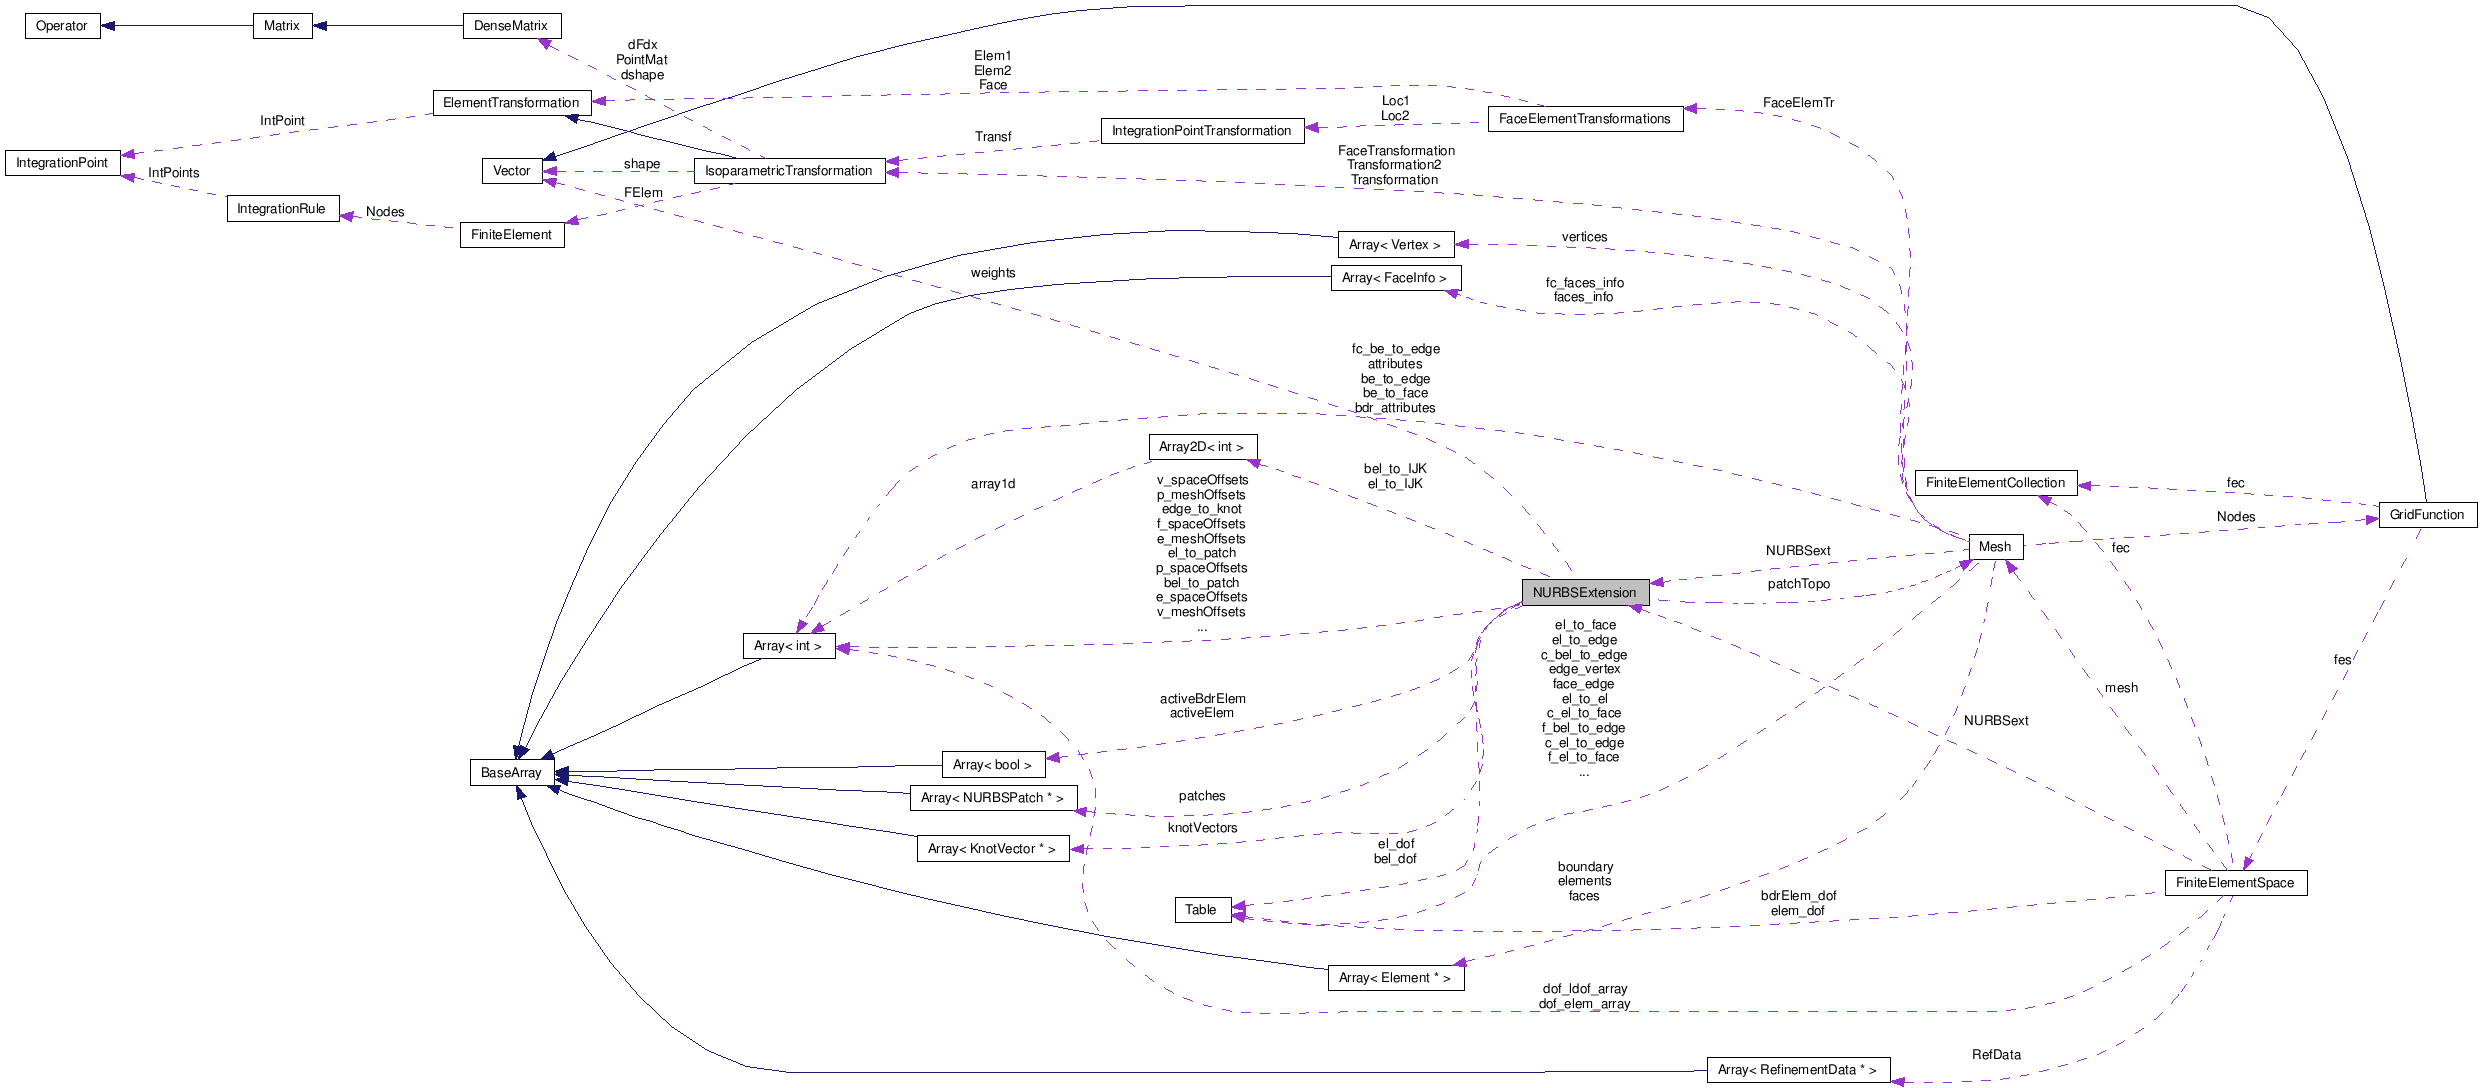 Operator
Matrix
DenseMatrix
dFdx
PointMat
dshape
Elem1
Elem2
Face
ElementTransformation
FaceElemTr
Loc1
Loc2
FaceElementTransformations
IntPoint
Transf
IntegrationPointTransformation
IntegrationPoint
IntPoints
Vector
shape
IsoparametricTransformation
FaceTransformation
Transformation2
Transformation
FElem
IntegrationRule
Nodes
FiniteElement
Array< Vertex >
vertices
weights
Array< FaceInfo >
fc_faces_info
faces_info
fc_be_to_edge
attributes
be_to_edge
be_to_face
bdr_attributes
Array2D< int >
array1d
bel_to_IJK
el_to_IJK
v_spaceOffsets
p_meshOffsets
edge_to_knot
f_spaceOffsets
e_meshOffsets
el_to_patch
p_spaceOffsets
bel_to_patch
e_spaceOffsets
v_meshOffsets
...
FiniteElementCollection
fec
GridFunction
Nodes
Mesh
fec
NURBSext
patchTopo
NURBSExtension
el_to_face
el_to_edge
c_bel_to_edge
edge_vertex
face_edge
el_to_el
c_el_to_face
f_bel_to_edge
c_el_to_edge
f_el_to_face
...
Array< int >
fes
mesh
NURBSext
activeBdrElem
activeElem
BaseArray
Array< bool >
Array< NURBSPatch * >
patches
knotVectors
Array< KnotVector * >
el_dof
bel_dof
boundary
elements
faces
FiniteElementSpace
Table
bdrElem_dof
elem_dof
Array< Element * >
dof_ldof_array
dof_elem_array
RefData
Array< RefinementData * >